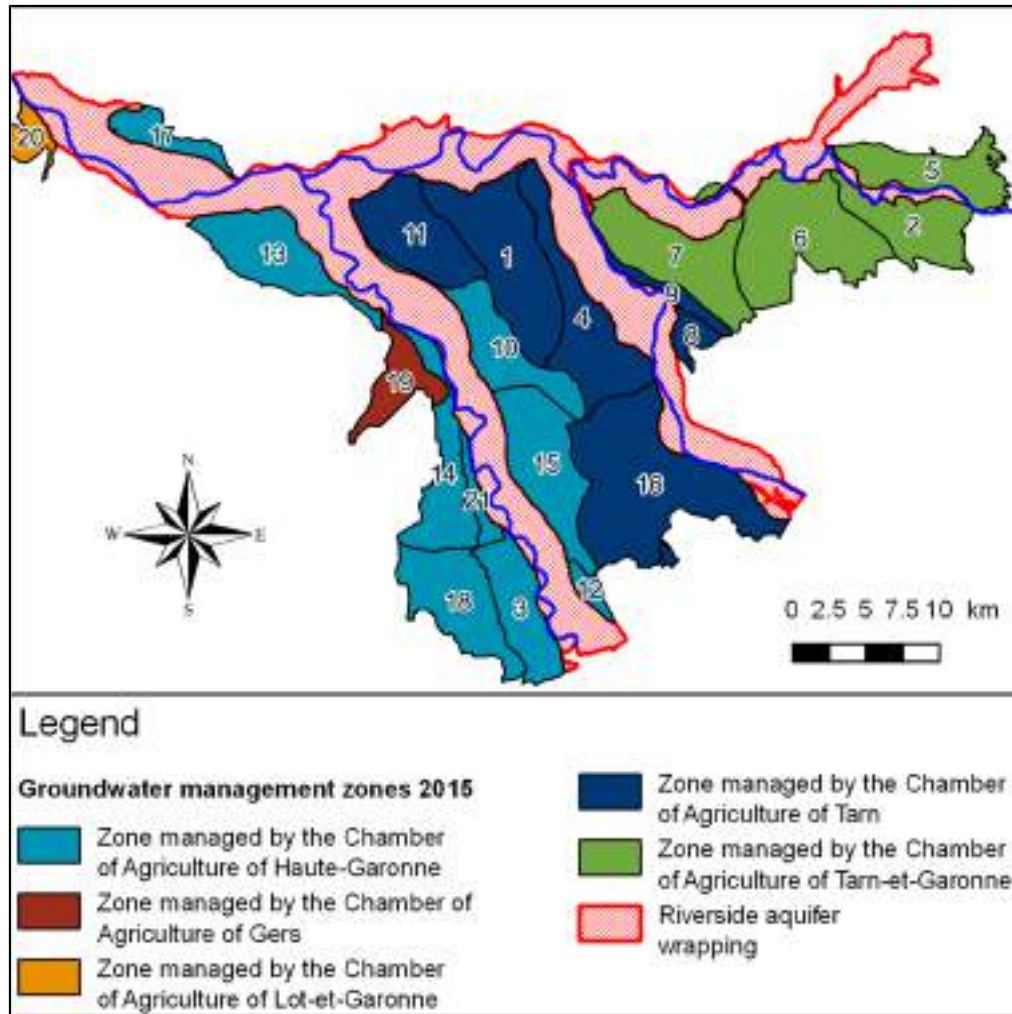 5
20
17
2
6
7
11
13
1
9
4
8
10
19
15
14
16
21
N
W
E
S
12
18
3
0 2.5 5 7.5 10 km
Legend
Groundwater management zones 2015
Zone managed by the Chamber
of Agriculture of Haute-Garonne
Zone managed by the Chamber of
Agriculture of Gers
Zone managed by the Chamber
of Agriculture of Lot-et-Garonne
Zone managed by the Chamber
of Agriculture of Tarn
Zone managed by the Chamber
of Agriculture of Tarn-et-Garonne
Riverside aquifer
wrapping